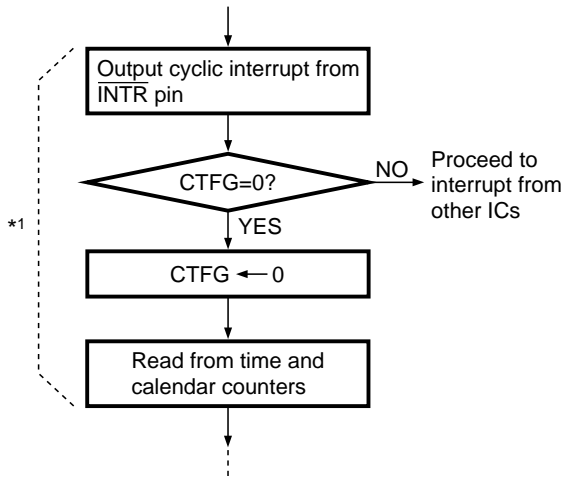 Output cyclic interrupt from
INTR pin
CTFG=0?
NO
Proceed to
interrupt from
other ICs
*1
YES
CTFG ← 0
Read from time and
calendar counters